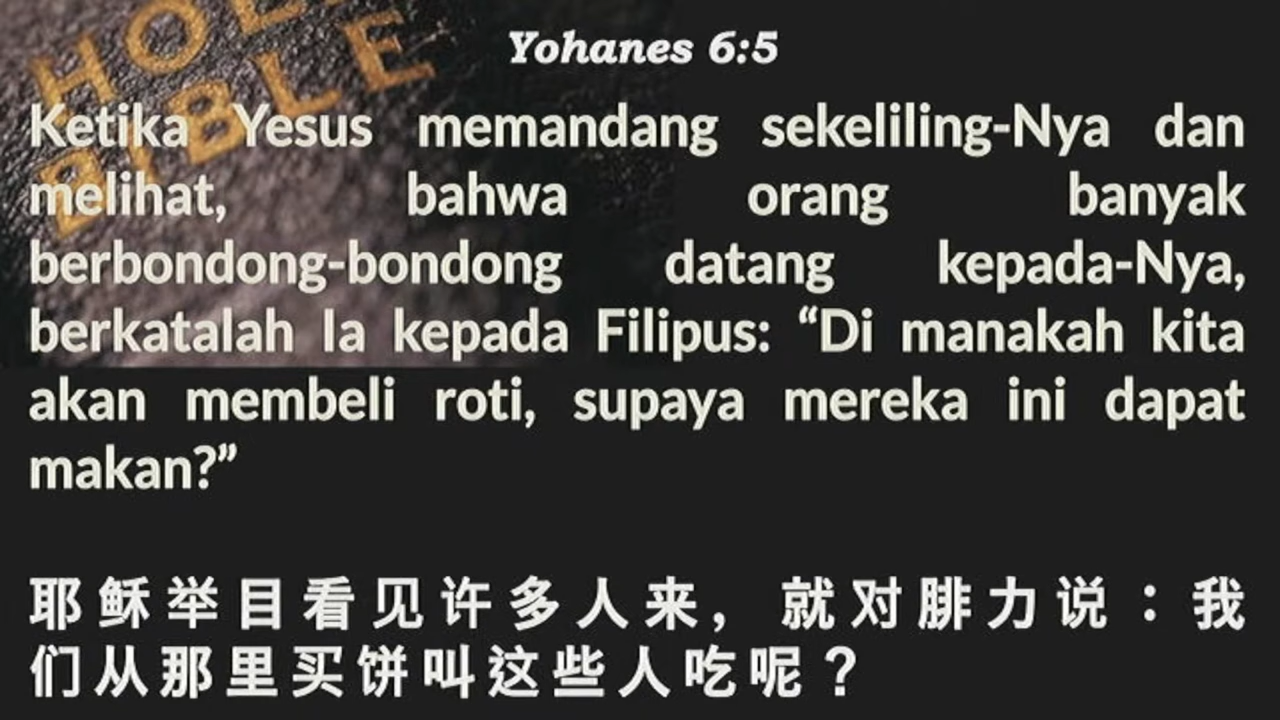 HOLY
BIBLE
Yohanes 6:5
Ketika Yesus memandang sekeliling-Nya dan
melihat, bahwa orang banyak
berbondong-bondong datang kepada-Nya,
berkatalah Ia kepada Filipus: “Di manakah kita
akan membeli roti, supaya mereka ini dapat
makan?”
耶稣举目看见许多人来，就对腓力说：我
们从那里买饼叫这些人吃呢？